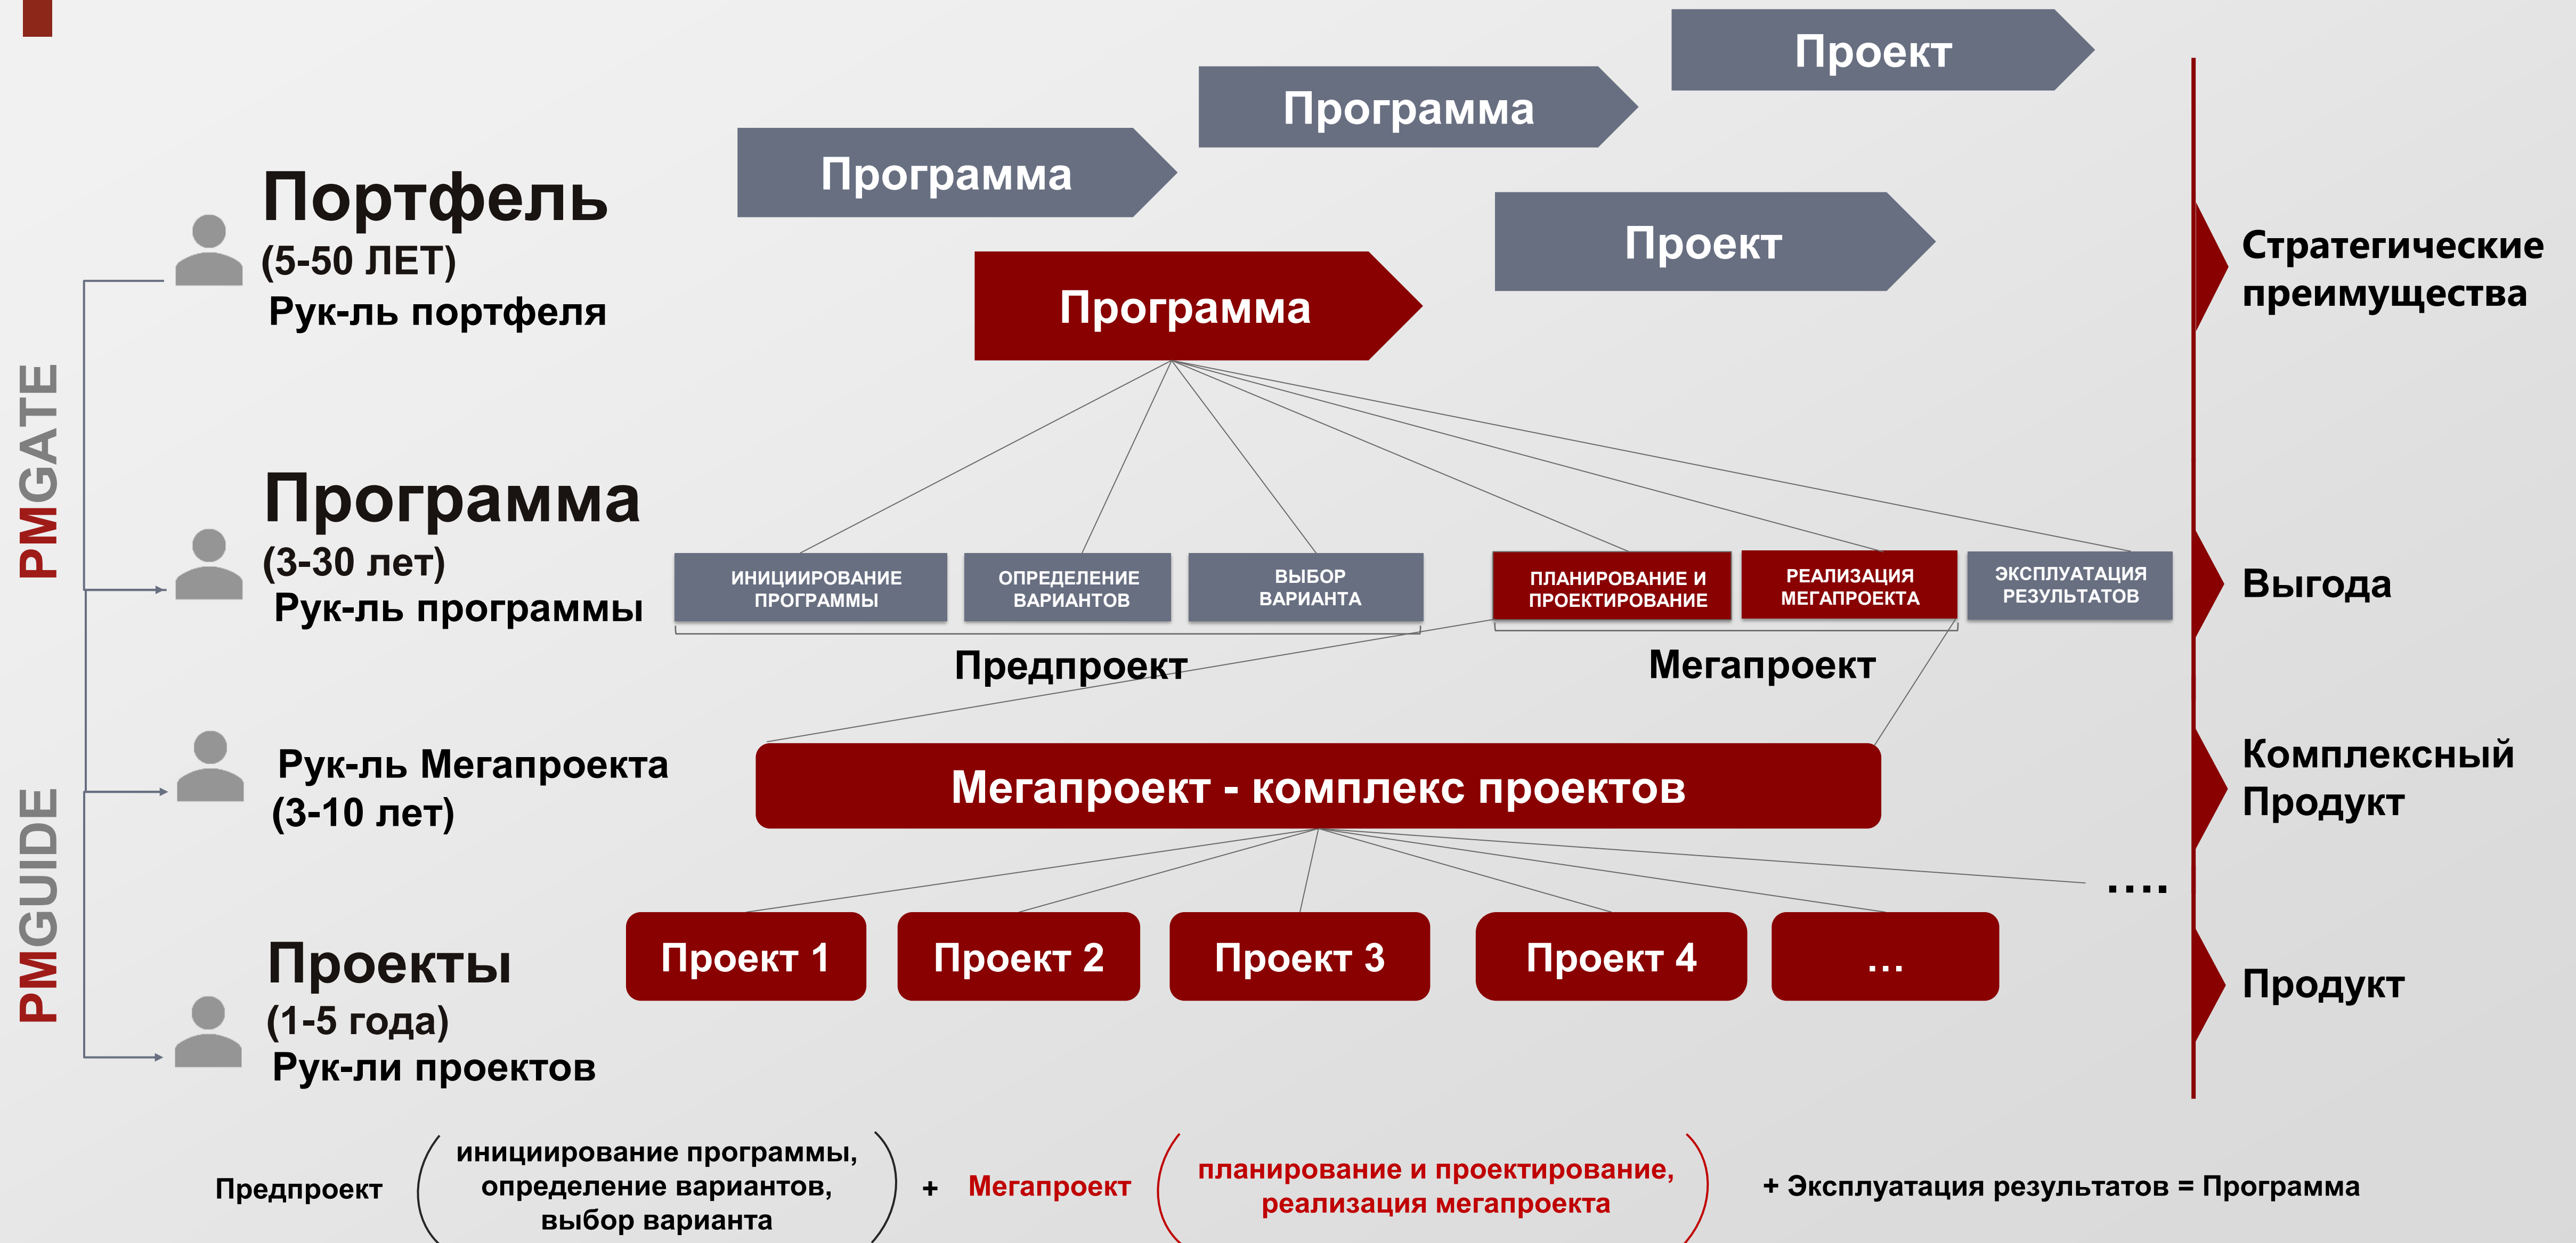 Проект
Программа
Программа
Проект
Программа
Портфель
(5-50 ЛЕТ)
Рук-ль портфеля
Стратегические
преимущества
PMGATE
Программа
(3-30 лет)
Рук-ль программы
ИНИЦИИРОВАНИЕ
ПРОГРАММЫ
ОПРЕДЕЛЕНИЕ
ВАРИАНТОВ
ВЫБОР
ВАРИАНТА
ПЛАНИРОВАНИЕ И
ПРОЕКТИРОВАНИЕ
РЕАЛИЗАЦИЯ
МЕГАПРОЕКТА
ЭКСПЛУАТАЦИЯ
РЕЗУЛЬТАТОВ
Выгода
Предпроект
Мегапроект
Рук-ль Мегапроекта
(3-10 лет)
Мегапроект - комплекс проектов
Комплексный
Продукт
PMGUIDE
....
Проекты
(1-5 года)
Рук-ли проектов
Проект 1
Проект 2
Проект 3
Проект 4
...
Продукт
Предпроект
инициирование программы,
определение вариантов,
выбор варианта
+
Мегапроект
планирование и проектирование,
реализация мегапроекта
+ Эксплуатация результатов = Программа